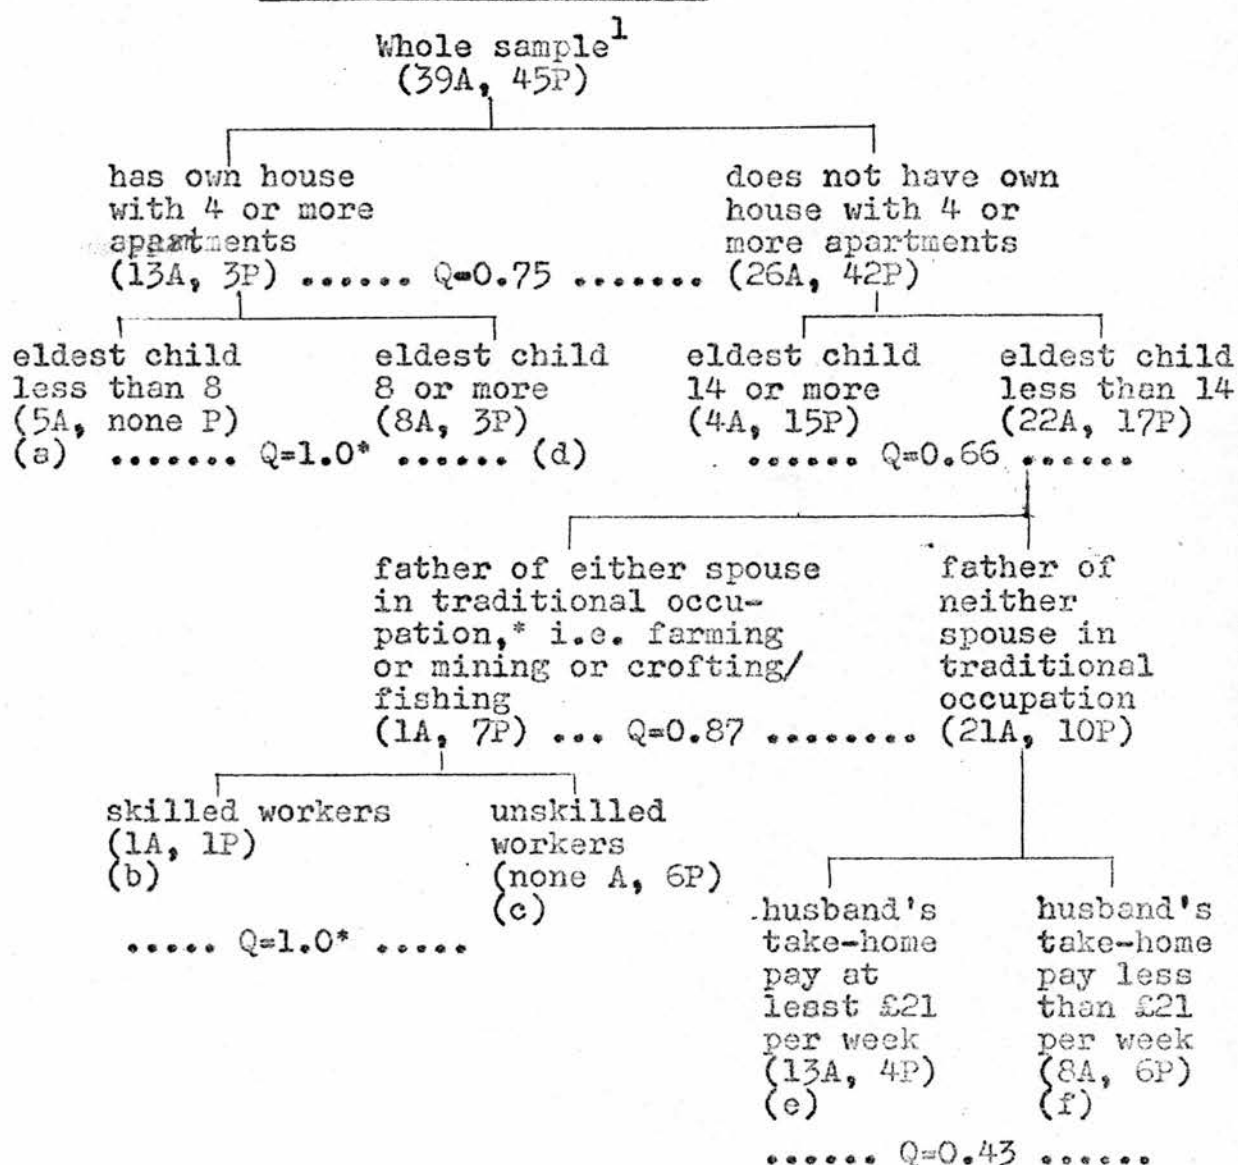 Whole sample1
(39A, 45P)
has own house
with 4 or more
apartments
(13A, 3P) ...... Q=0.75 ....... (26A, 42P)
does not have own
house with 4 or
more apartments
eldest child
less than 8
(5A, none P)
(a) ....... Q=1.0* ...... (d)
eldest child
8 or more
(8A, 3P)
eldest child
14 or more
(4A, 15P)
eldest child
less than 14
(22A, 17P)
...... Q=0.66 ......
father of either spouse
in traditional occu-
pation,* i.e. farming
or mining or crofting/
fishing
(1A, 7P) ... Q=0.87 ........ (21A, 10P)
father of
neither
spouse in
traditional
occupation
skilled workers
(1A, 1P)
(b)
unskilled
workers
(none A, 6P)
(c)
..... Q=1.0* .....
husband's
take-home
pay at
least £21
per week
(13A, 4P)
(e)
husband's
take-home
pay less
than £21
per week
(8A, 6P)
(f)
...... Q=0.43 ......